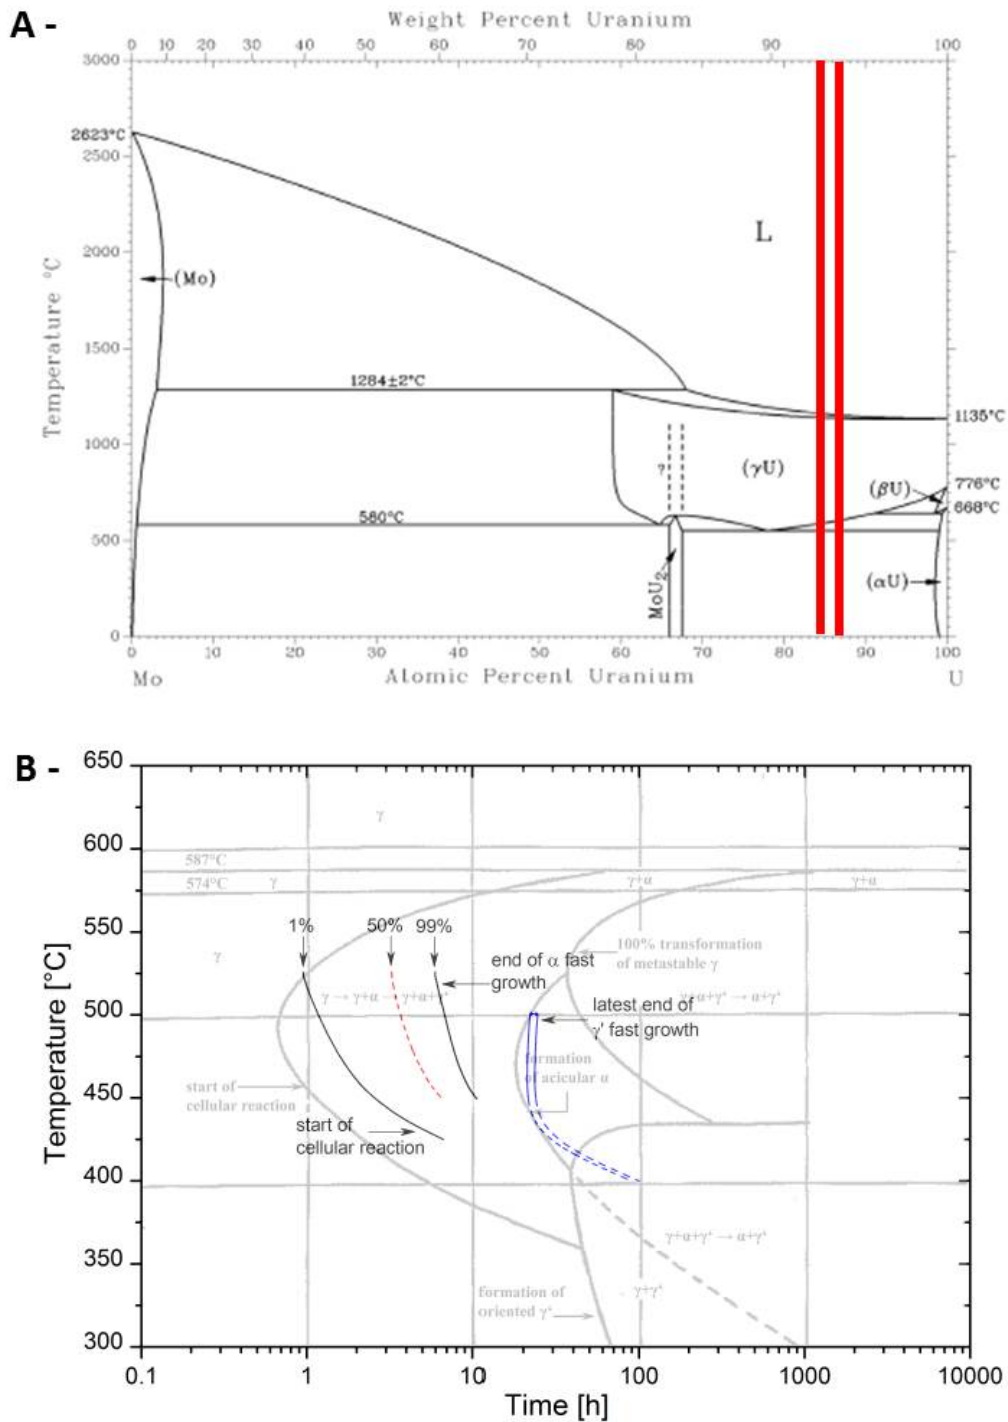 A -
Weight Percent Uranium
0 10 20 30 40 50 60 70 80 90 100
3000
2623°C
2500
L
2000
(Mo)
Temperature °C
1500
1284±2°C
1135°C
1000
(γU)
?
776°C
(βU)
668°C
580°C
500
MoU2
(αU)
0
0 10 20 30 40 50 60 70 80 90 100
Mo Atomic Percent Uranium U
B -
650
γ
600
587°C
574°C γ γ+α γ+α
550
1% 50% 99%
100% transformation
of metastable γ
γ
end of α fast
growth
γ → γ+α → γ+α+γ' γ+α+γ' → α+γ'
latest end of
γ' fast growth
500
Temperature [°C]
formation
of acicular α
start of
cellular reaction
450
start of
cellular reaction
400
γ+α+γ' → α+γ'
350
formation of
oriented γ'
γ+γ'
300
0.1 1 10 100 1000 10000
Time [h]